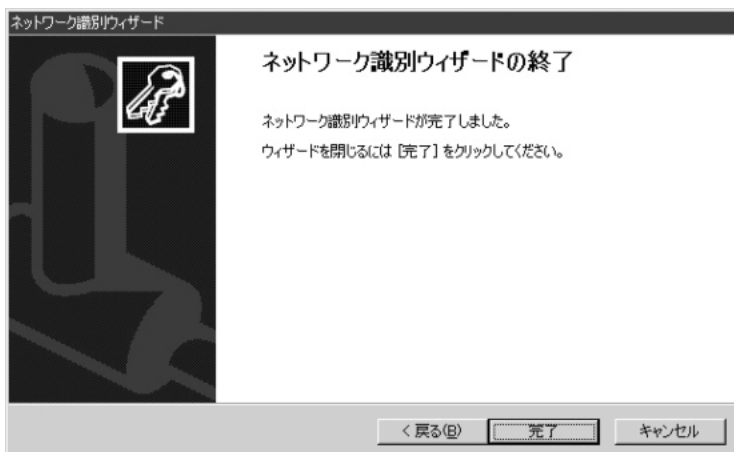 ネットワーク識別ウィザード
ネットワーク識別ウィザードの終了
ネットワーク識別ウィザードが完了しました。
ウィザードを閉じるには [完了] をクリックしてください。
< 戻る(B) 完了 キャンセル